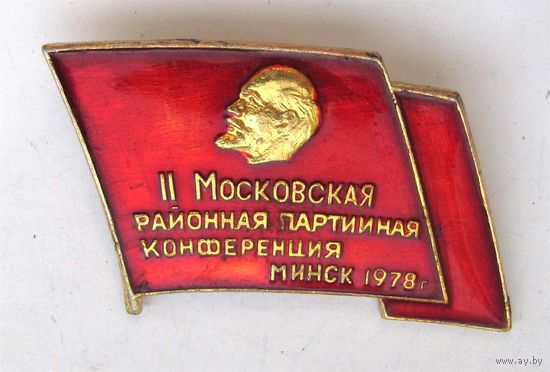 II МОСКОВСКАЯ
РАЙОННАЯ ПАРТИЙНАЯ
КОНФЕРЕНЦИЯ
МИНСК 1978 г
www.ay.by